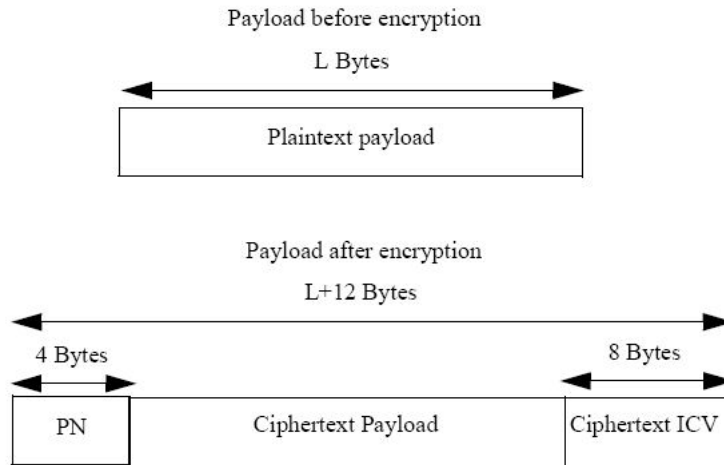 Payload before encryption
L Bytes
Plaintext payload
Payload after encryption
L+12 Bytes
4 Bytes
8 Bytes
PN
Ciphertext Payload
Ciphertext ICV